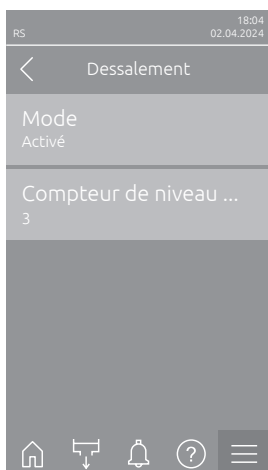 18:04
RS 02.04.2024
Dessalement
Mode
Activé
Compteur de niveau ...
3
?